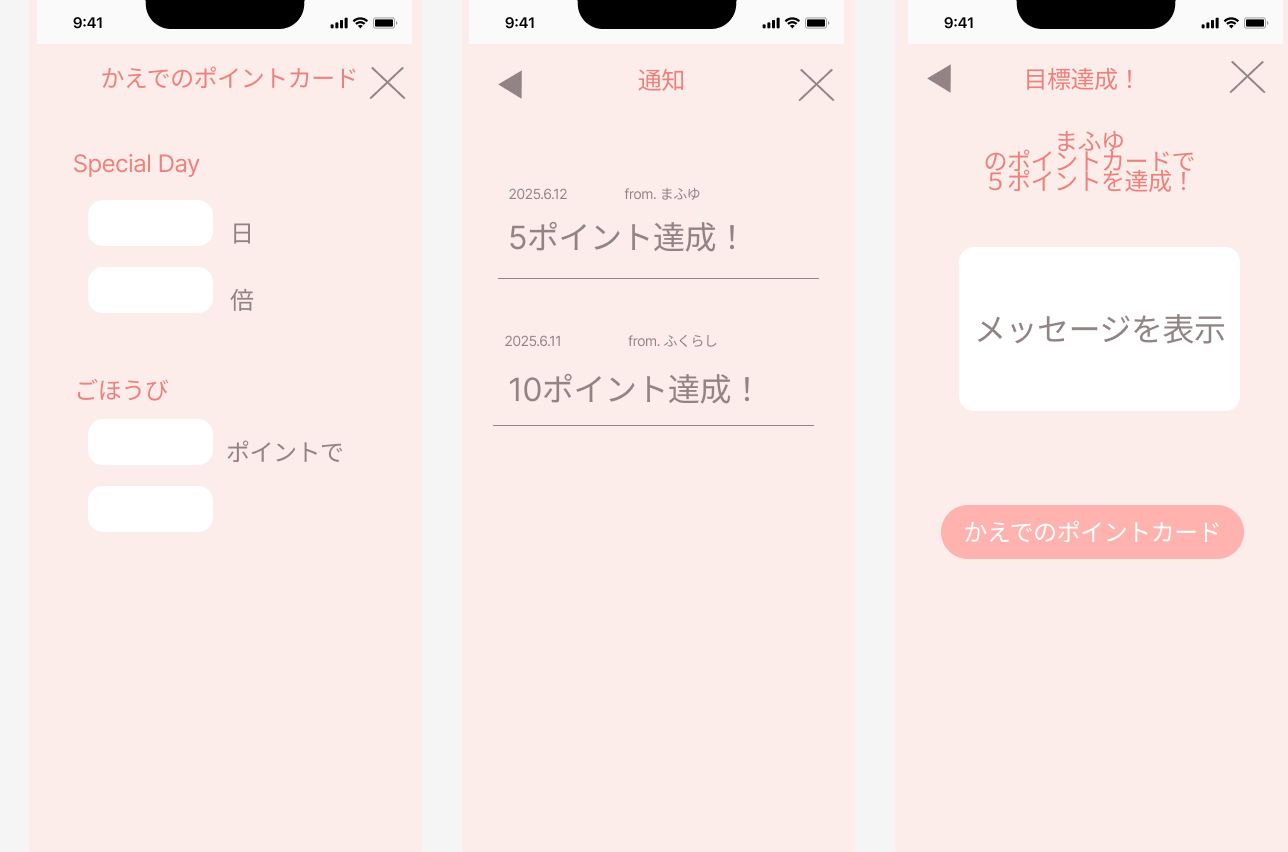 9:41
かえでのポイントカード
Special Day
日
倍
ごほうび
ポイントで
9:41
通知
2025.6.12 from. まふゆ
5ポイント達成！
2025.6.11 from. ふくらし
10ポイント達成！
9:41
目標達成！
まふゆ
のポイントカードで
５ポイントを達成！
メッセージを表示
かえでのポイントカード